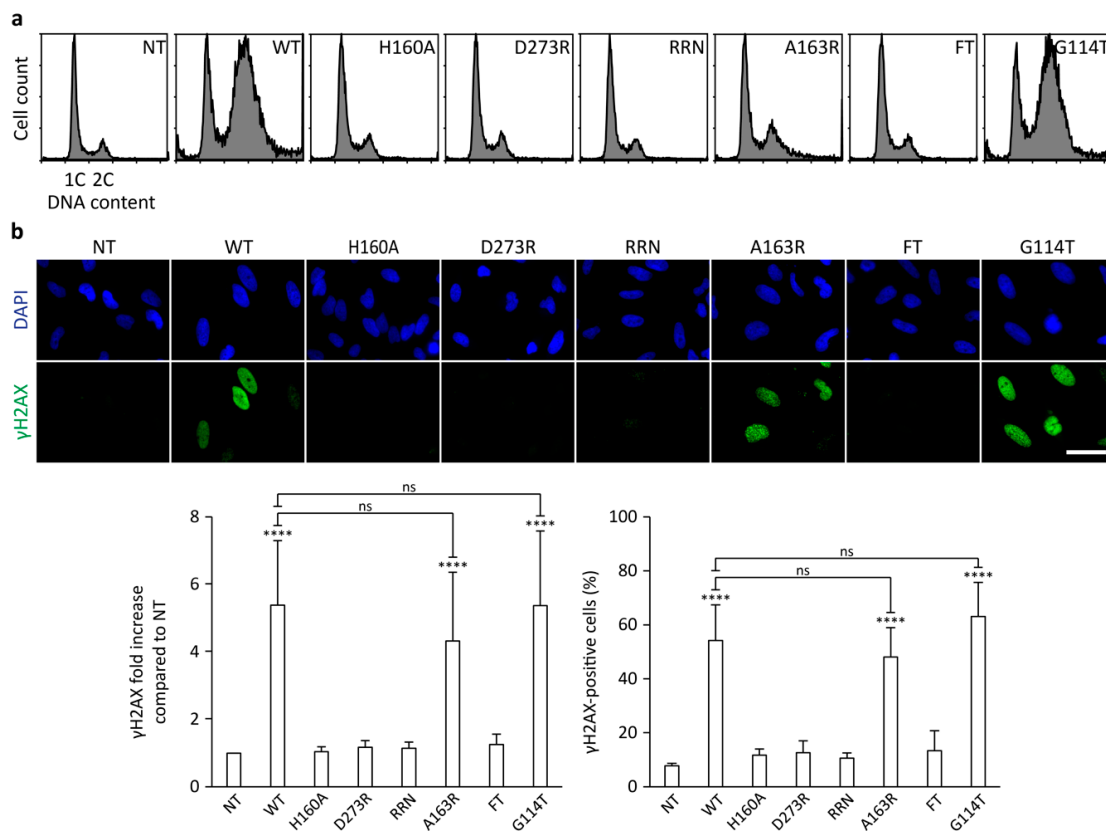 a
Cell count
NT
WT
H160A
D273R
RRN
A163R
FT
G114T
1C 2C
DNA content
b
NT WT H160A D273R RRN A163R FT G114T
DAPI
γH2AX
γH2AX fold increase
compared to NT
8
6
4
2
0
ns
ns
****
****
****
NT WT H160A D273R RRN A163R FT G114T
γH2AX-positive cells (%)
100
80
60
40
20
0
ns
ns
****
****
****
NT WT H160A D273R RRN A163R FT G114T